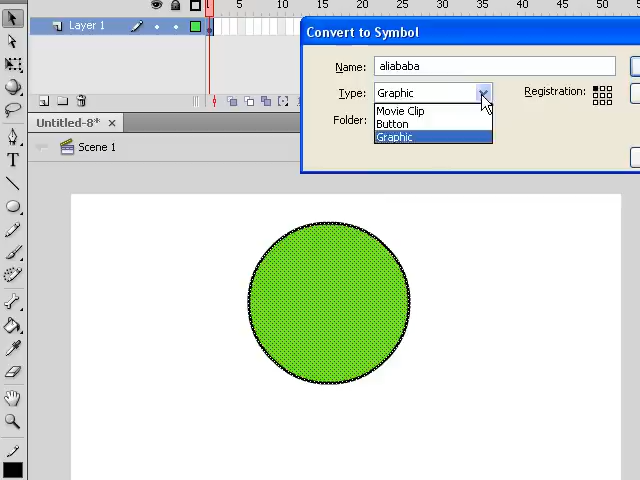 5 10 15 20 25 30 35 40 45 50
Layer 1
Convert to Symbol
Name: aliababa
Type: Graphic
Registration:
Movie Clip
Button
Graphic
Folder:
Untitled-8*
Scene 1
T